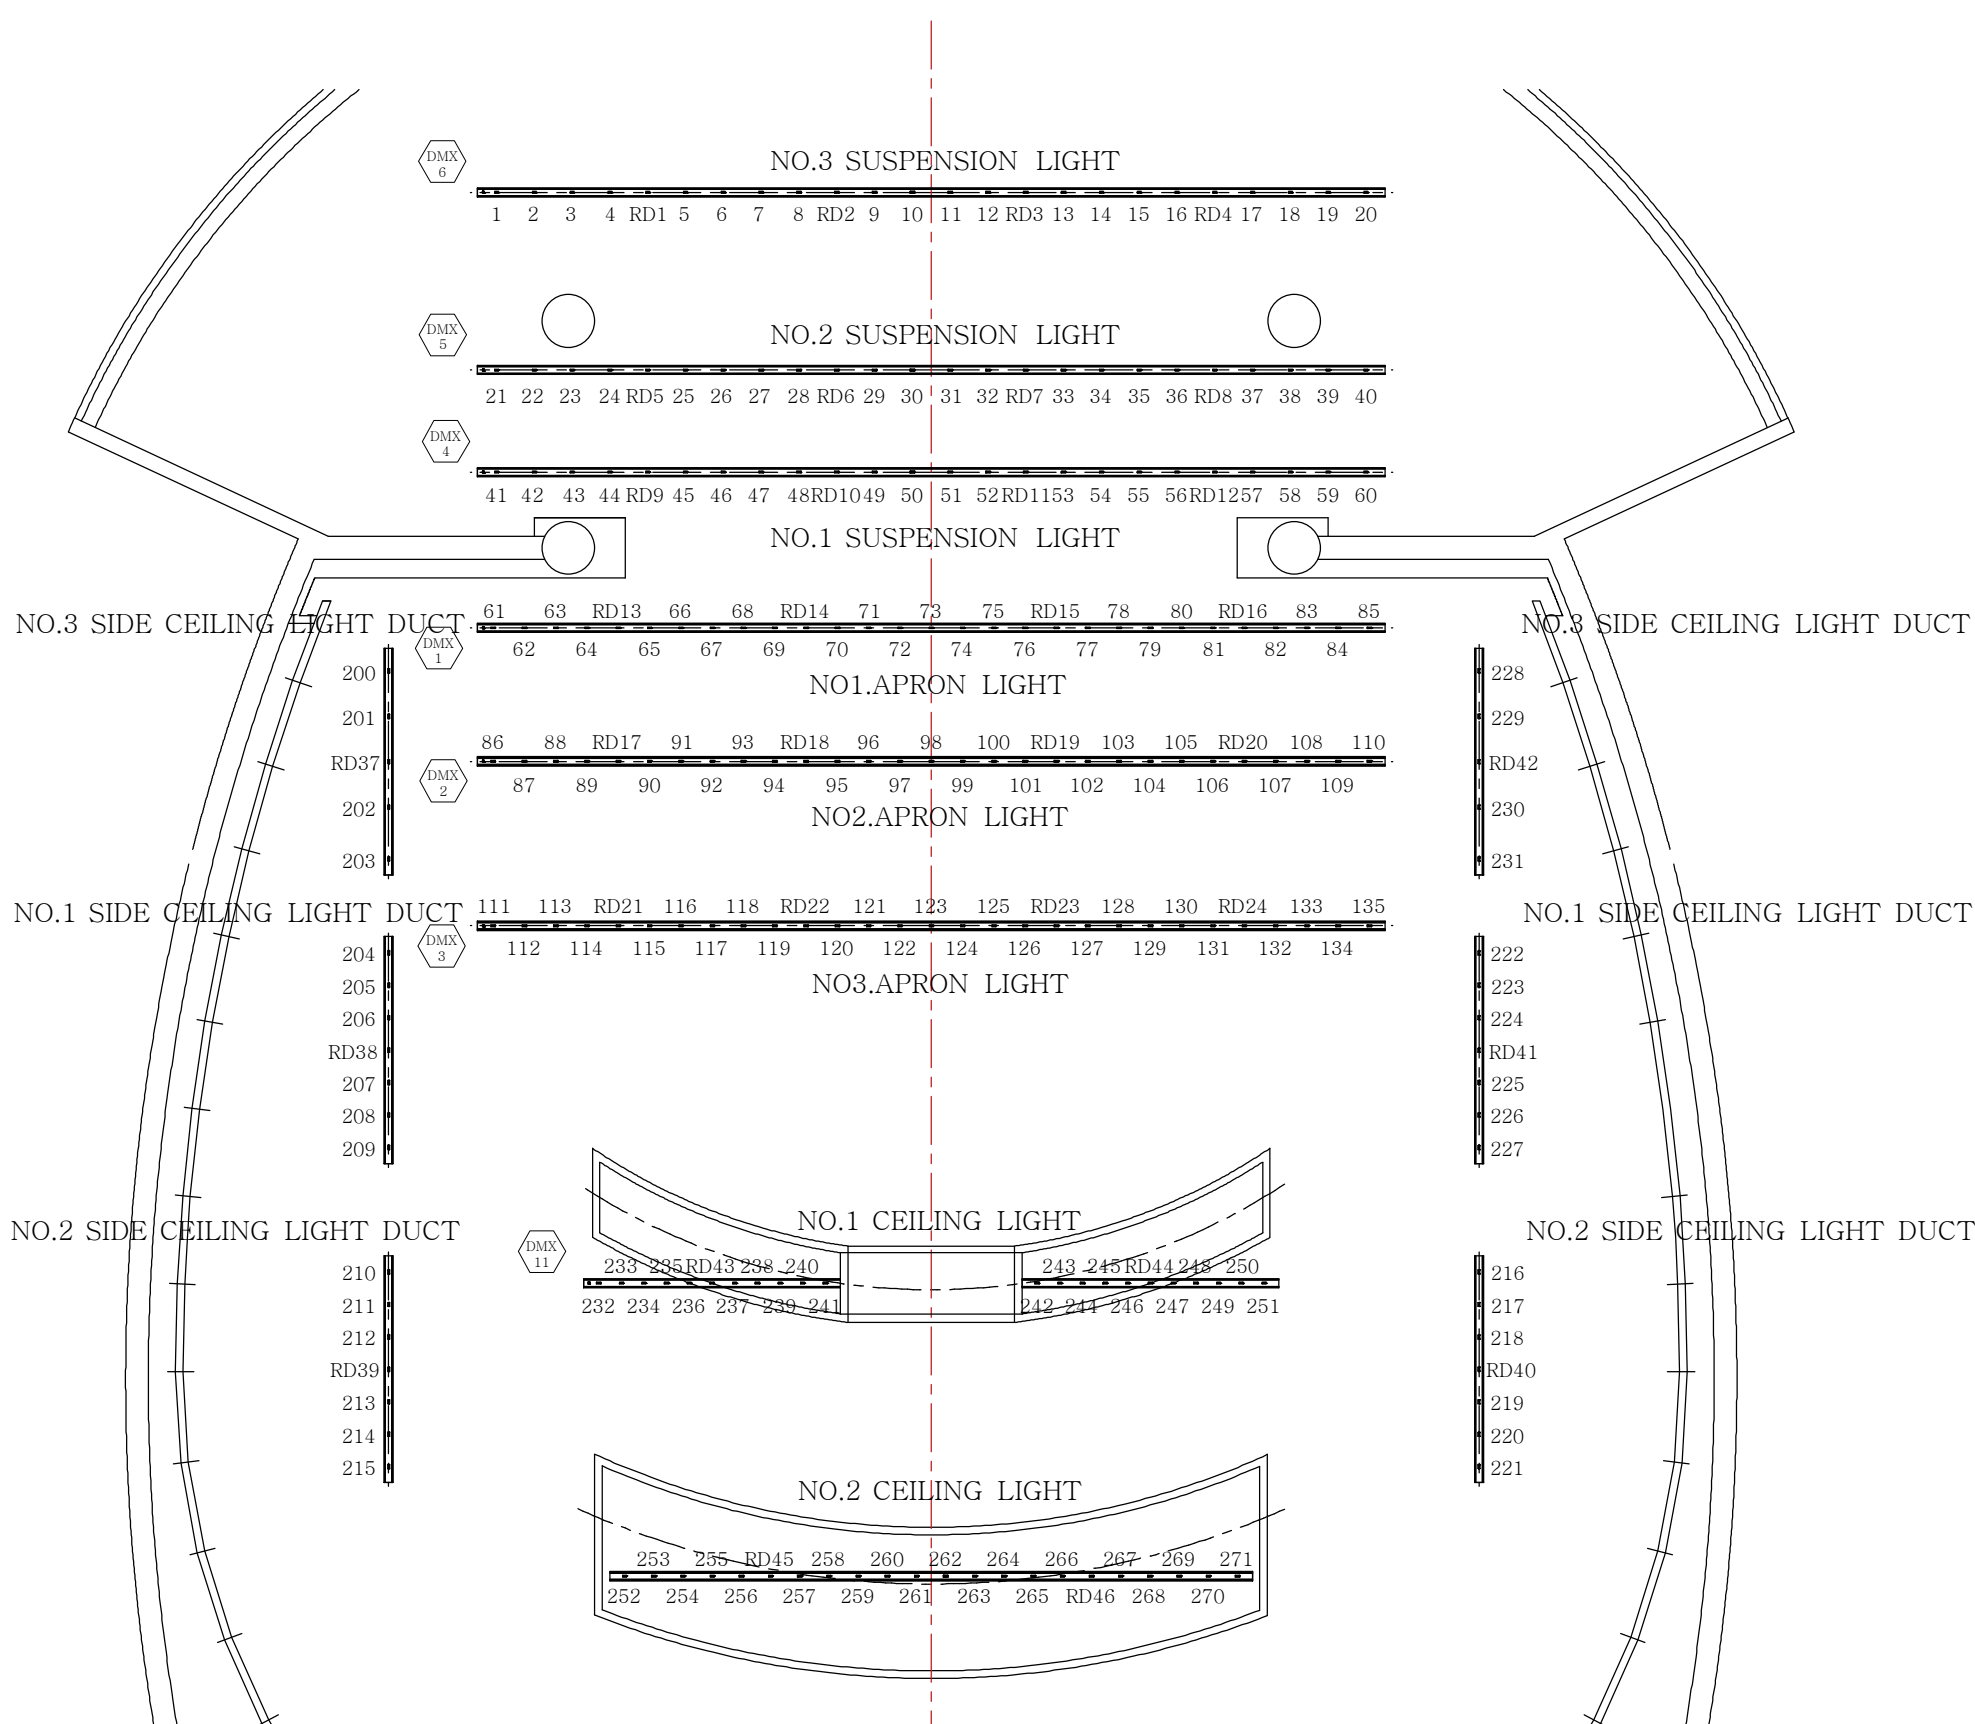 DMX
6
NO.3 SUSPENSION LIGHT
1 2 3 4 RD1 5 6 7 8 RD2 9 10 11 12 RD3 13 14 15 16 RD4 17 18 19 20
DMX
5
NO.2 SUSPENSION LIGHT
21 22 23 24 RD5 25 26 27 28 RD6 29 30 31 32 RD7 33 34 35 36 RD8 37 38 39 40
DMX
4
41 42 43 44 RD9 45 46 47 48 RD10 49 50 51 52 RD11 53 54 55 56 RD12 57 58 59 60
NO.1 SUSPENSION LIGHT
NO.3 SIDE CEILING LIGHT DUCT
200
201
RD37
202
203
DMX
1
61 63 RD13 66 68 RD14 71 73 75 RD15 78 80 RD16 83 85
62 64 65 67 69 70 72 74 76 77 79 81 82 84
NO1.APRON LIGHT
NO.3 SIDE CEILING LIGHT DUCT
228
229
RD42
230
231
86 88 RD17 91 93 RD18 96 98 100 RD19 103 105 RD20 108 110
DMX
2
87 89 90 92 94 95 97 99 101 102 104 106 107 109
NO2.APRON LIGHT
NO.1 SIDE CEILING LIGHT DUCT
204
205
206
RD38
207
208
209
111 113 RD21 116 118 RD22 121 123 125 RD23 128 130 RD24 133 135
DMX
3
112 114 115 117 119 120 122 124 126 127 129 131 132 134
NO3.APRON LIGHT
NO.1 SIDE CEILING LIGHT DUCT
222
223
224
RD41
225
226
227
NO.2 SIDE CEILING LIGHT DUCT
210
211
212
RD39
213
214
215
NO.1 CEILING LIGHT
DMX
11
233 235 RD43 238 240 243 245 RD44 248 250
232 234 236 237 239 241 242 244 246 247 249 251
NO.2 SIDE CEILING LIGHT DUCT
216
217
218
RD40
219
220
221
NO.2 CEILING LIGHT
253 255 RD45 258 260 262 264 266 267 269 271
252 254 256 257 259 261 263 265 RD46 268 270